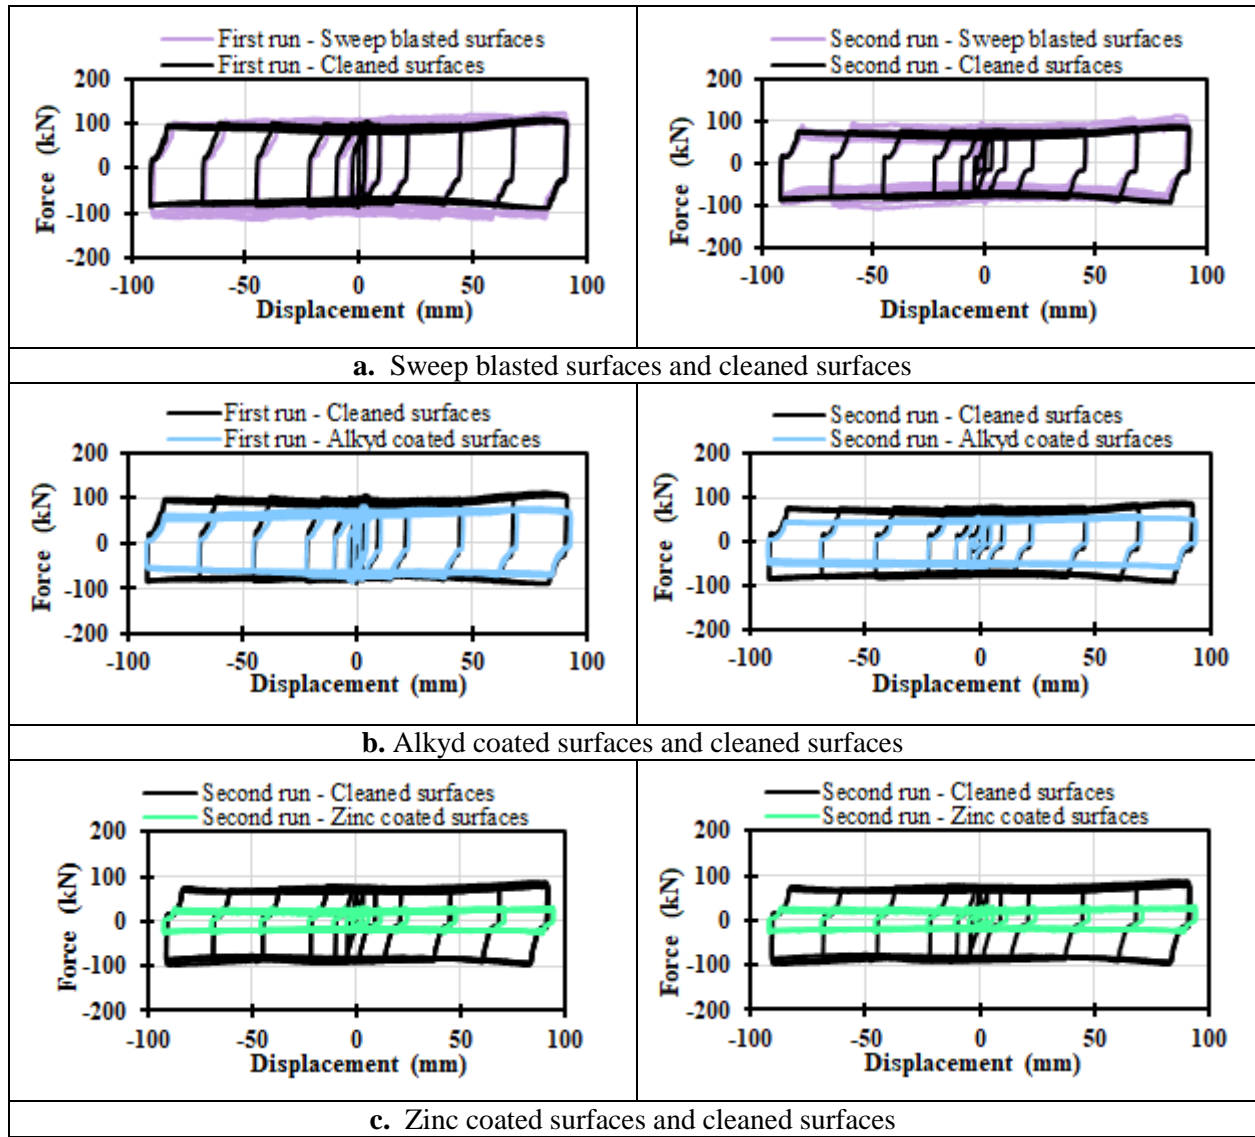 First run - Sweep blasted surfaces
First run - Cleaned surfaces
200
100
0
-100
-200
Force (kN)
-100 -50 0 50 100
Displacement (mm)
Second run - Sweep blasted surfaces
Second run - Cleaned surfaces
200
100
0
-100
-200
Force (kN)
-100 -50 0 50 100
Displacement (mm)
a. Sweep blasted surfaces and cleaned surfaces
First run - Cleaned surfaces
First run - Alkyd coated surfaces
200
100
0
-100
-200
Force (kN)
-100 -50 0 50 100
Displacement (mm)
Second run - Cleaned surfaces
Second run - Alkyd coated surfaces
200
100
0
-100
-200
Force (kN)
-100 -50 0 50 100
Displacement (mm)
b. Alkyd coated surfaces and cleaned surfaces
Second run - Cleaned surfaces
Second run - Zinc coated surfaces
200
100
0
-100
-200
Force (kN)
-100 -50 0 50 100
Displacement (mm)
Second run - Cleaned surfaces
Second run - Zinc coated surfaces
200
100
0
-100
-200
Force (kN)
-100 -50 0 50 100
Displacement (mm)
c. Zinc coated surfaces and cleaned surfaces